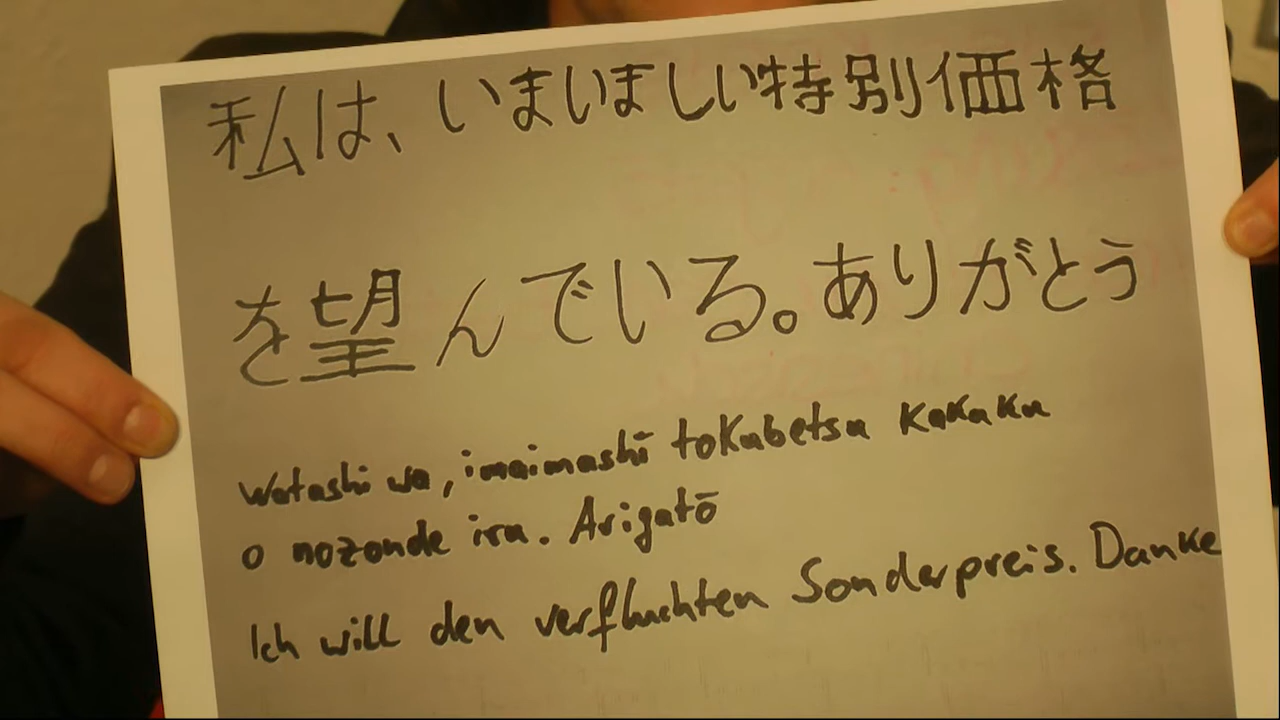 私は、いまいましい特別価格
を望んでいる。ありがとう
Watashi wa, imaimashī tokubetsu kakaku
o nozonde iru. Arigatō
Ich will den verfluchten Sonderpreis. Danke